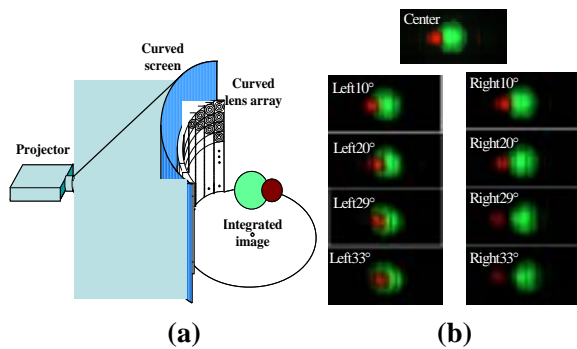 Curved
screen
Curved
lens array
Projector
Integrated
image
(a)
Center
Left10°
Right10°
Left20°
Right20°
Left29°
Right29°
Left33°
Right33°
(b)